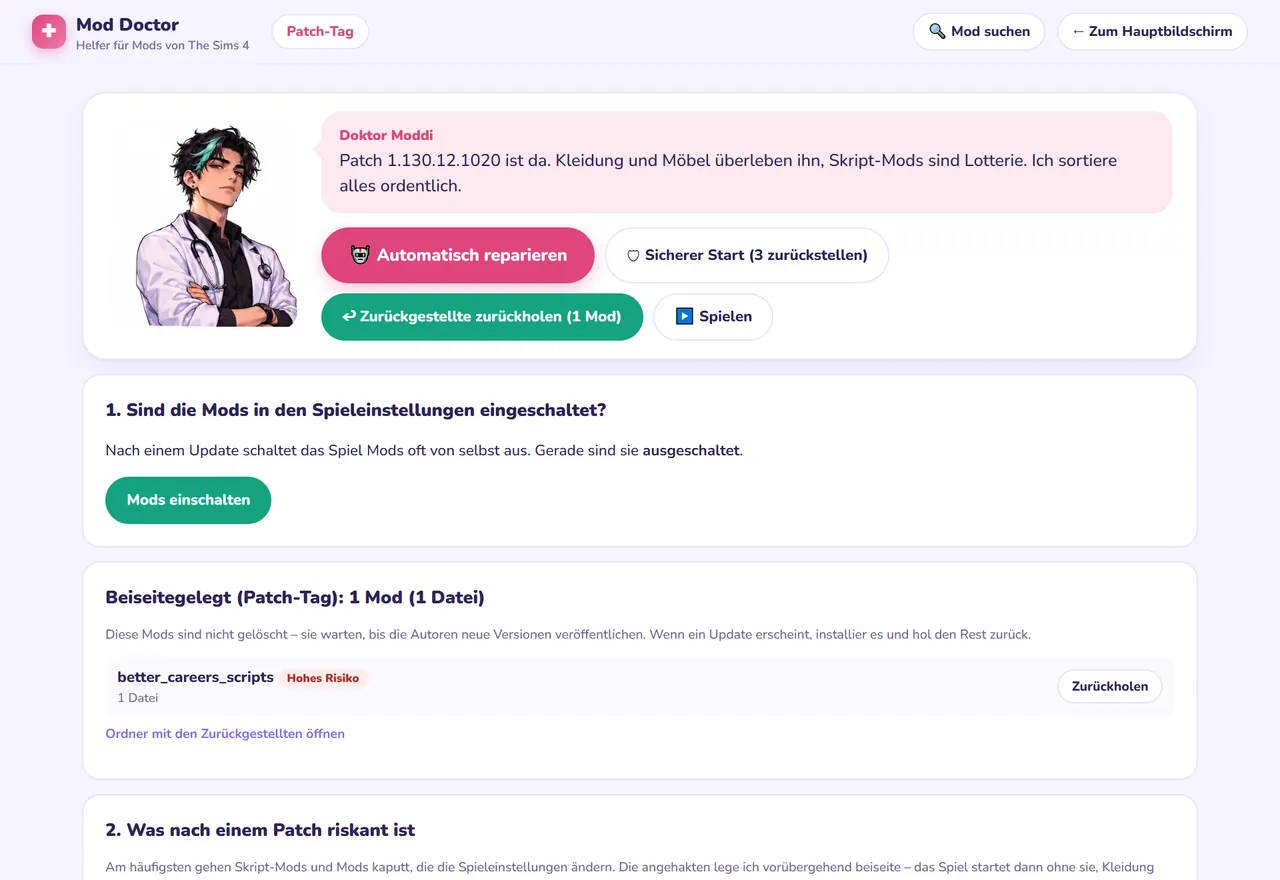 Mod Doctor
Helfer für Mods von The Sims 4
Patch-Tag
🔍 Mod suchen
← Zum Hauptbildschirm
Doktor Moddi
Patch 1.130.12.1020 ist da. Kleidung und Möbel überleben ihn, Skript-Mods sind Lotterie. Ich sortiere
alles ordentlich.
🤖 Automatisch reparieren
🛡 Sicherer Start (3 zurückstellen)
↩ Zurückgestellte zurückholen (1 Mod)
▶️ Spielen
1. Sind die Mods in den Spieleinstellungen eingeschaltet?
Nach einem Update schaltet das Spiel Mods oft von selbst aus. Gerade sind sie ausgeschaltet.
Mods einschalten
Beiseitegelegt (Patch-Tag): 1 Mod (1 Datei)
Diese Mods sind nicht gelöscht – sie warten, bis die Autoren neue Versionen veröffentlichen. Wenn ein Update erscheint, installier es und hol den Rest zurück.
better_careers_scripts Hohes Risiko
1 Datei
Zurückholen
Ordner mit den Zurückgestellten öffnen
2. Was nach einem Patch riskant ist
Am häufigsten gehen Skript-Mods und Mods kaputt, die die Spieleinstellungen ändern. Die angehakten lege ich vorübergehend beiseite – das Spiel startet dann ohne sie, Kleidung